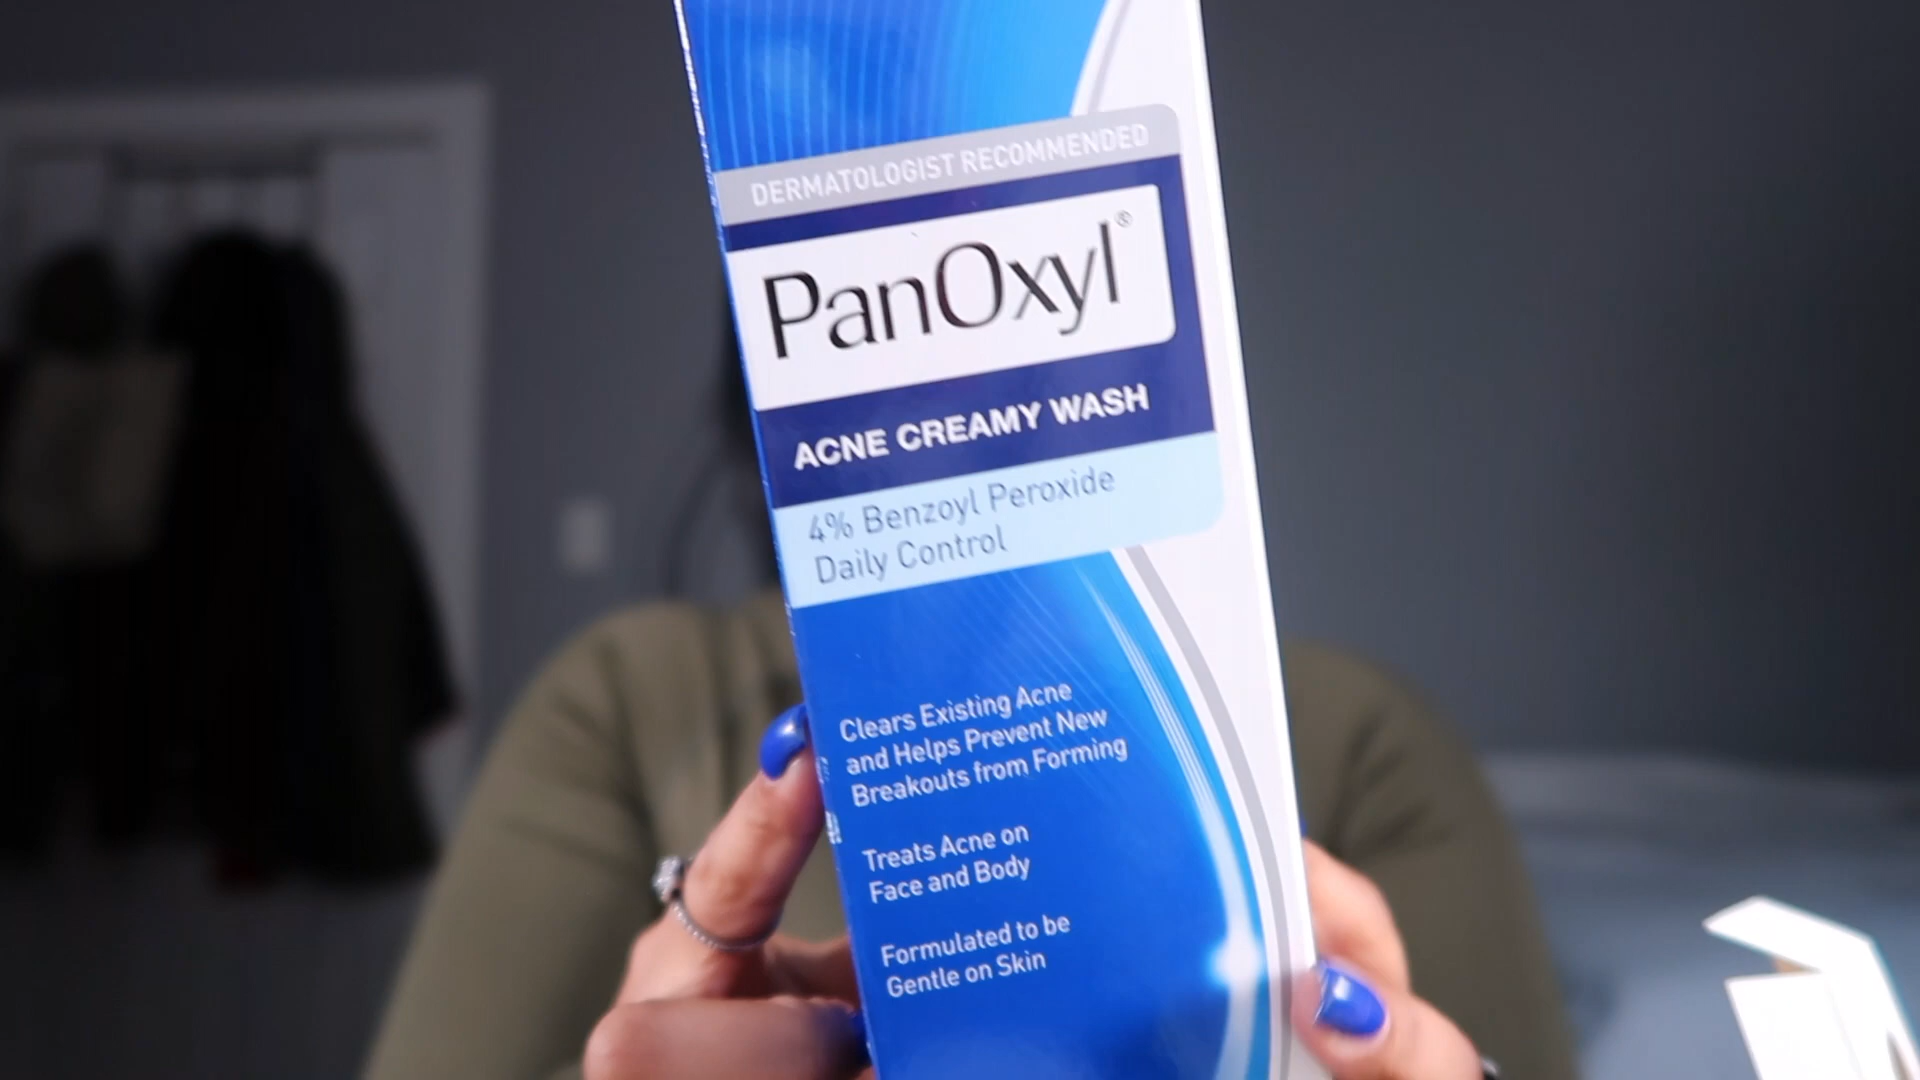 DERMATOLOGIST RECOMMENDED
PanOxyl®
ACNE CREAMY WASH
4% Benzoyl Peroxide
Daily Control
Clears Existing Acne
and Helps Prevent New
Breakouts from Forming
Treats Acne on
Face and Body
Formulated to be
Gentle on Skin